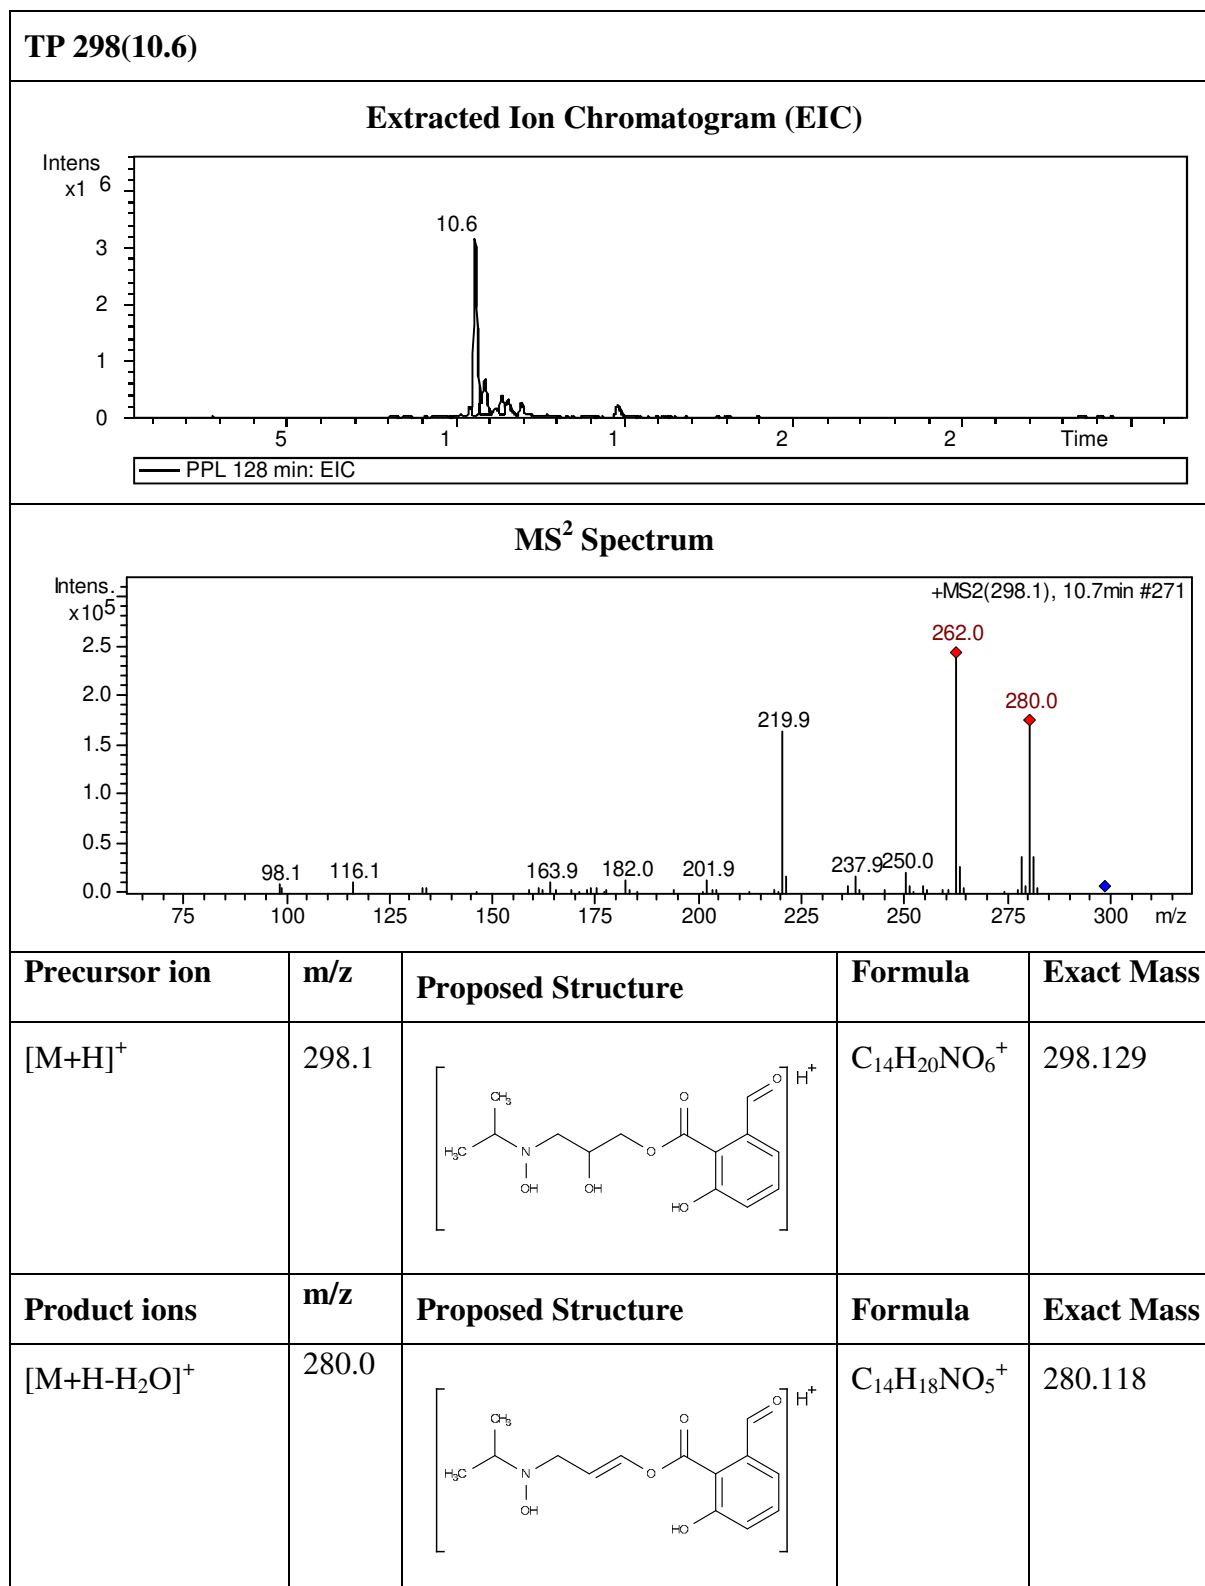 TP 298(10.6)
Extracted Ion Chromatogram (EIC)
Intens
x1
6
10.6
3
2
1
0
5 1 1 2 2 Time
PPL 128 min: EIC
MS2 Spectrum
Intens.
x10^5
+MS2(298.1), 10.7min #271
262.0
2.5
280.0
2.0
219.9
1.5
1.0
0.5
98.1 116.1 163.9 182.0 201.9 237.9 250.0
0.0
75 100 125 150 175 200 225 250 275 300 m/z
Precursor ion m/z Proposed Structure Formula Exact Mass
[M+H]+ 298.1 C14H20NO6+ 298.129
O H+
CH3 O
H3C N O
OH OH
HO
Product ions m/z Proposed Structure Formula Exact Mass
[M+H-H2O]+ 280.0 C14H18NO5+ 280.118
O H+
CH3 O
H3C N O
OH
HO